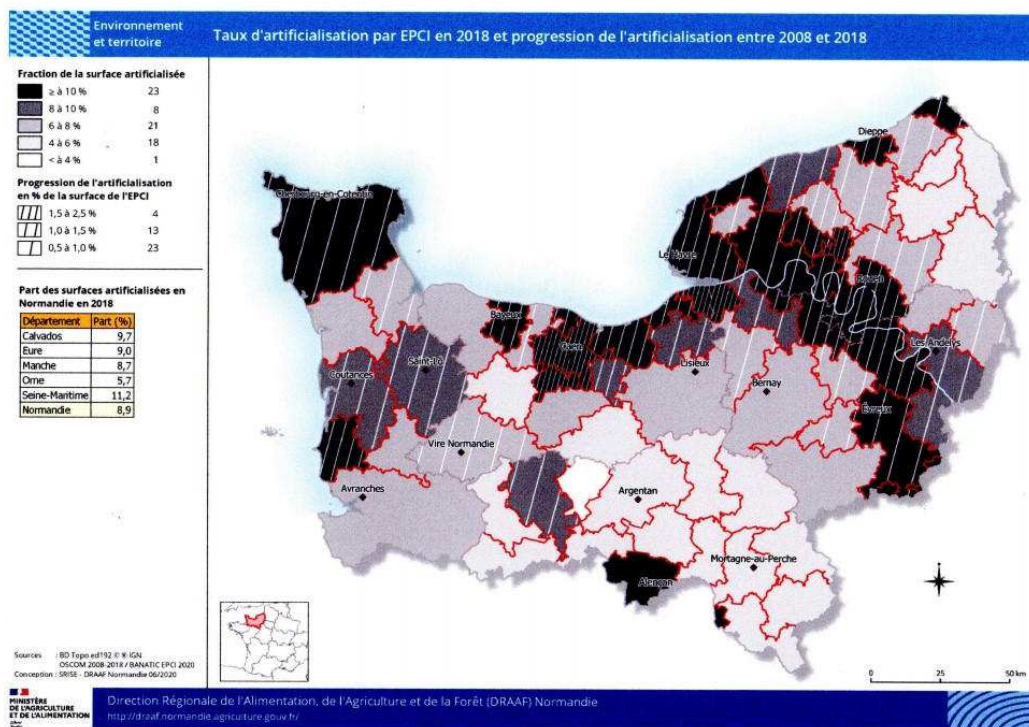 Environnement
et territoire
Taux d'artificialisation par EPCI en 2018 et progression de l'artificialisation entre 2008 et 2018
Fraction de la surface artificialisée
≥ à 10 % 23
8 à 10 % 8
6 à 8 % 21
4 à 6 % 18
< à 4 % 1
Progression de l'artificialisation
en % de la surface de l'EPCI
1,5 à 2,5 % 4
1,0 à 1,5 % 13
0,5 à 1,0 % 23
Part des surfaces artificialisées en
Normandie en 2018
Département Part (%)
Calvados 9,7
Eure 9,0
Manche 8,7
Orne 5,7
Seine-Maritime 11,2
Normandie 8,9
Dieppe
Cherbourg-en-Cotentin
Le Havre
Rouen
Bayeux
Caen
Les Andelys
Saint-Lô
Lisieux
Coutances
Bernay
Évreux
Vire Normandie
Avranches
Argentan
Mortagne-au-Perche
Alençon
0 25 50 km
Sources : BD Topo ed192 © ® IGN
OSCOM 2008-2018 / BANATIC EPCI 2020
Conception : SRISE - DRAAF Normandie 06/2020
MINISTÈRE
DE L'AGRICULTURE
ET DE L'ALIMENTATION
Direction Régionale de l'Alimentation, de l'Agriculture et de la Forêt (DRAAF) Normandie
http://draaf.normandie.agriculture.gouv.fr/